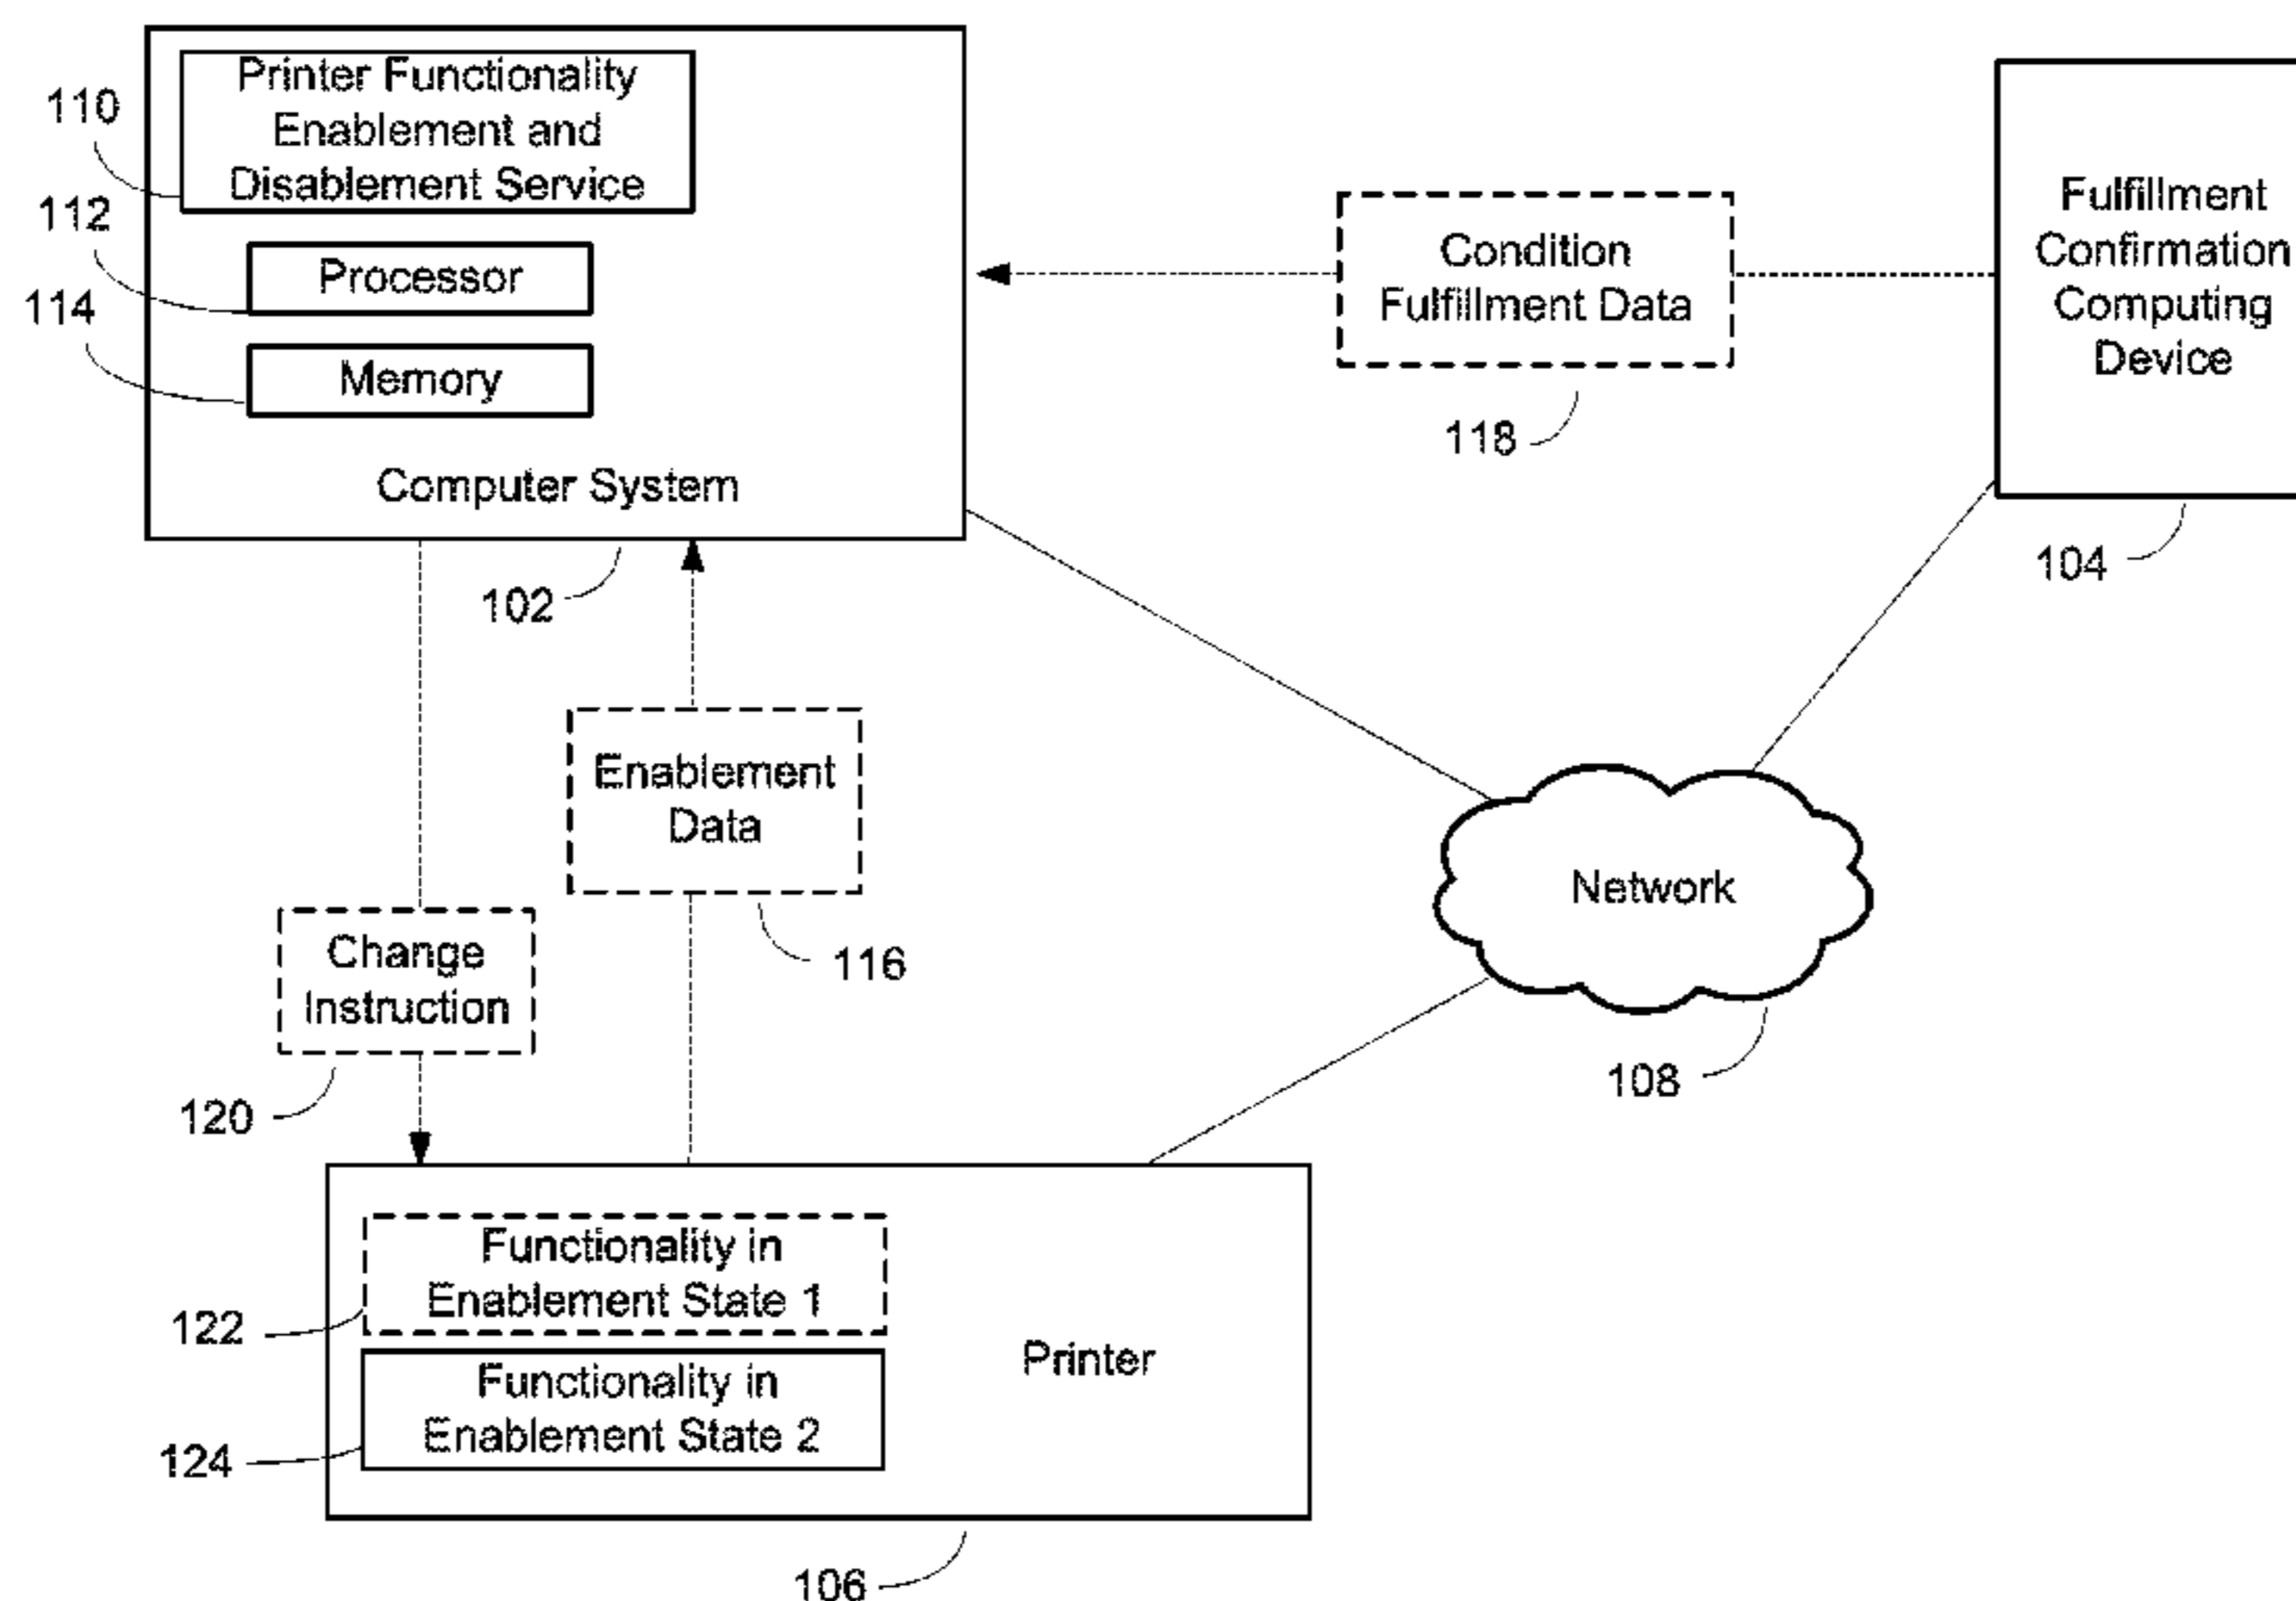 Printer Functionality
Enablement and
Disablement Service
110
112
Processor
114
Memory
Computer System
102
Condition
Fulfillment Data
118
Fulfillment
Confirmation
Computing
Device
104
Enablement
Data
116
Change
Instruction
120
Network
108
Functionality in
Enablement State 1
122
Functionality in
Enablement State 2
124
Printer
106